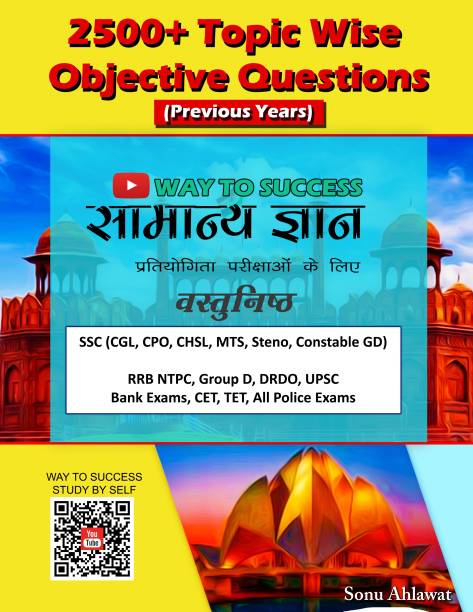 2500+ Topic Wise
Objective Questions
(Previous Years)
WAY TO SUCCESS
सामान्य ज्ञान
प्रतियोगिता परीक्षाओं के लिए
वस्तुनिष्ठ
SSC (CGL, CPO, CHSL, MTS, Steno, Constable GD)
RRB NTPC, Group D, DRDO, UPSC
Bank Exams, CET, TET, All Police Exams
WAY TO SUCCESS
STUDY BY SELF
You
Tube
Sonu Ahlawat